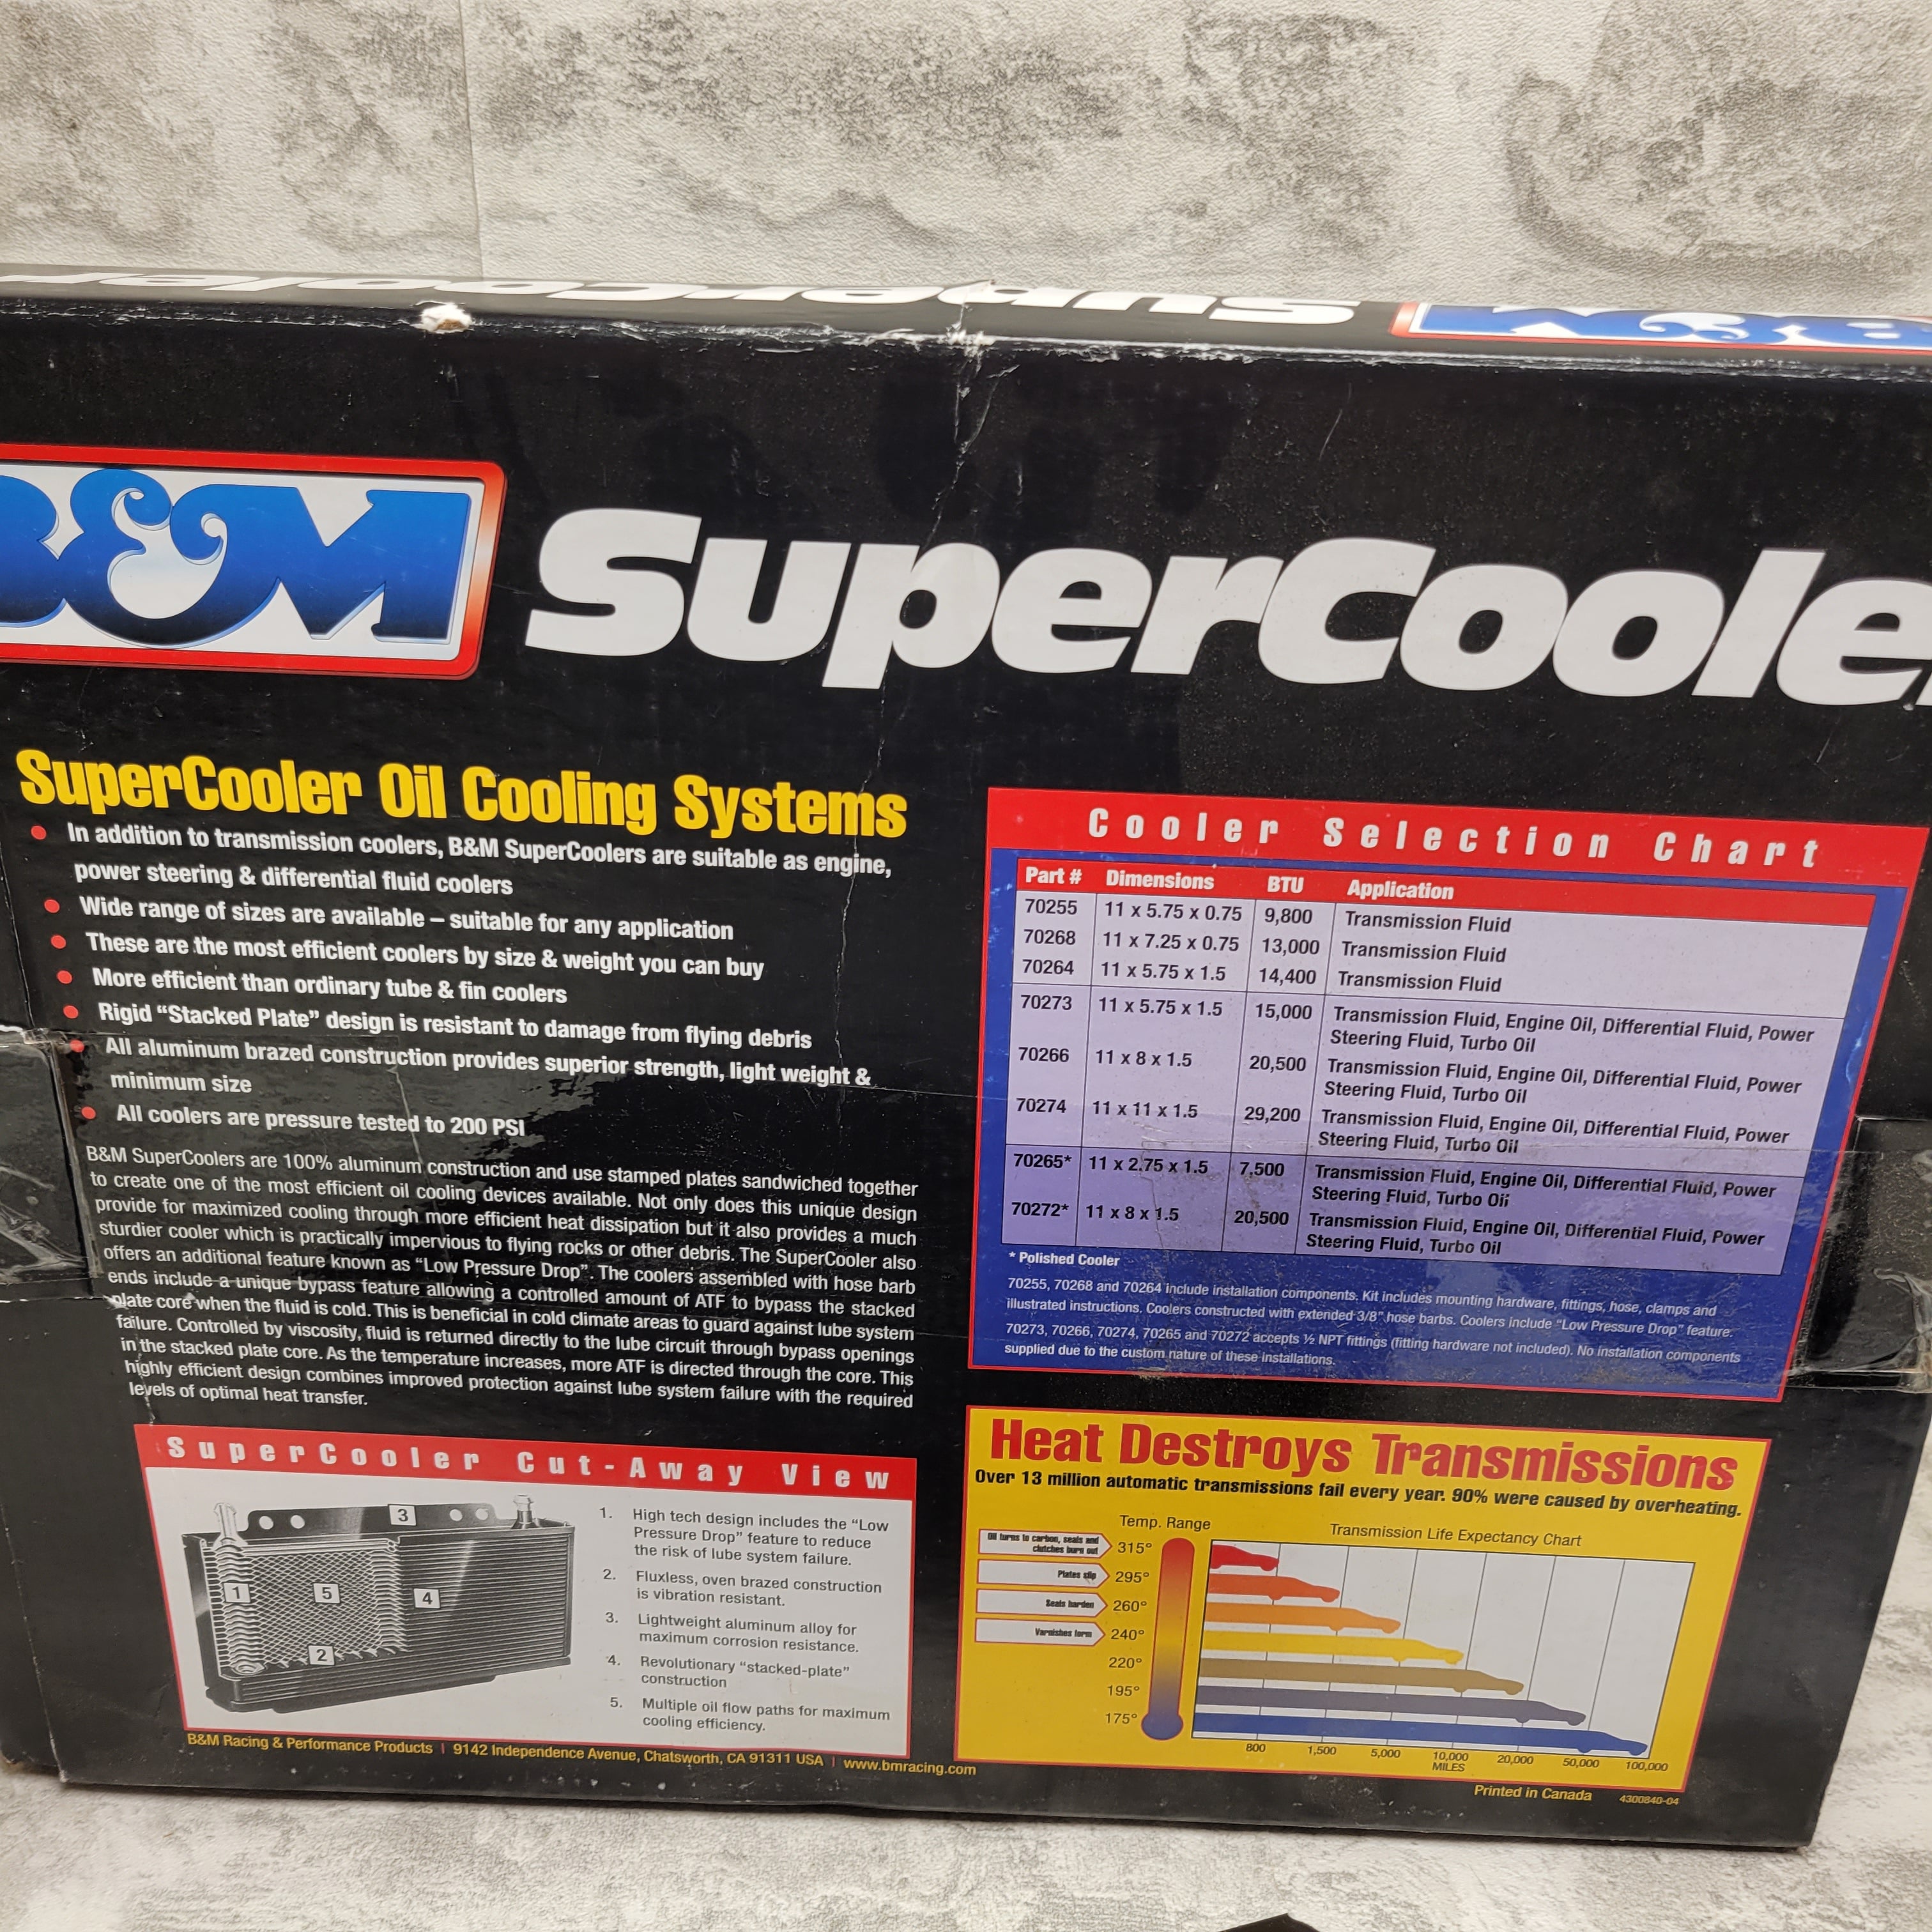 SuperCooler
B&M
B&M
SuperCooler
SuperCooler Oil Cooling Systems
In addition to transmission coolers, B&M SuperCoolers are suitable as engine,
power steering & differential fluid coolers
Wide range of sizes are available – suitable for any application
These are the most efficient coolers by size & weight you can buy
More efficient than ordinary tube & fin coolers
Rigid “Stacked Plate” design is resistant to damage from flying debris
All aluminum brazed construction provides superior strength, light weight &
minimum size
All coolers are pressure tested to 200 PSI
B&M SuperCoolers are 100% aluminum construction and use stamped plates sandwiched together
to create one of the most efficient oil cooling devices available. Not only does this unique design
provide for maximized cooling through more efficient heat dissipation but it also provides a much
sturdier cooler which is practically impervious to flying rocks or other debris. The SuperCooler also
offers an additional feature known as “Low Pressure Drop”. The coolers assembled with hose barb
ends include a unique bypass feature allowing a controlled amount of ATF to bypass the stacked
plate core when the fluid is cold. This is beneficial in cold climate areas to guard against lube system
failure. Controlled by viscosity, fluid is returned directly to the lube circuit through bypass openings
in the stacked plate core. As the temperature increases, more ATF is directed through the core. This
highly efficient design combines improved protection against lube system failure with the required
levels of optimal heat transfer.
Cooler Selection Chart
Part # Dimensions BTU Application
70255 11 x 5.75 x 0.75 9,800 Transmission Fluid
70268 11 x 7.25 x 0.75 13,000 Transmission Fluid
70264 11 x 5.75 x 1.5 14,400 Transmission Fluid
70273 11 x 5.75 x 1.5 15,000 Transmission Fluid, Engine Oil, Differential Fluid, Power
Steering Fluid, Turbo Oil
70266 11 x 8 x 1.5 20,500 Transmission Fluid, Engine Oil, Differential Fluid, Power
Steering Fluid, Turbo Oil
70274 11 x 11 x 1.5 29,200 Transmission Fluid, Engine Oil, Differential Fluid, Power
Steering Fluid, Turbo Oil
70265* 11 x 2.75 x 1.5 7,500 Transmission Fluid, Engine Oil, Differential Fluid, Power
Steering Fluid, Turbo Oil
70272* 11 x 8 x 1.5 20,500 Transmission Fluid, Engine Oil, Differential Fluid, Power
Steering Fluid, Turbo Oil
* Polished Cooler
70255, 70268 and 70264 include installation components. Kit includes mounting hardware, fittings, hose, clamps and
illustrated instructions. Coolers constructed with extended 3/8" hose barbs. Coolers include “Low Pressure Drop” feature.
70273, 70266, 70274, 70265 and 70272 accepts ½ NPT fittings (fitting hardware not included). No installation components
supplied due to the custom nature of these installations.
SuperCooler Cut-Away View
3
1
5
4
2
1. High tech design includes the “Low
Pressure Drop” feature to reduce
the risk of lube system failure.
2. Fluxless, oven brazed construction
is vibration resistant.
3. Lightweight aluminum alloy for
maximum corrosion resistance.
4. Revolutionary “stacked-plate”
construction
5. Multiple oil flow paths for maximum
cooling efficiency.
Heat Destroys Transmissions
Over 13 million automatic transmissions fail every year. 90% were caused by overheating.
Temp. Range
Transmission Life Expectancy Chart
Oil turns to carbon, seals and
clutches burn out
315°
Plates slip 295°
Seals harden 260°
Varnishes form 240°
220°
195°
175°
800 1,500 5,000 10,000 20,000 50,000 100,000
MILES
B&M Racing & Performance Products | 9142 Independence Avenue, Chatsworth, CA 91311 USA | www.bmracing.com
Printed in Canada 4300840-04